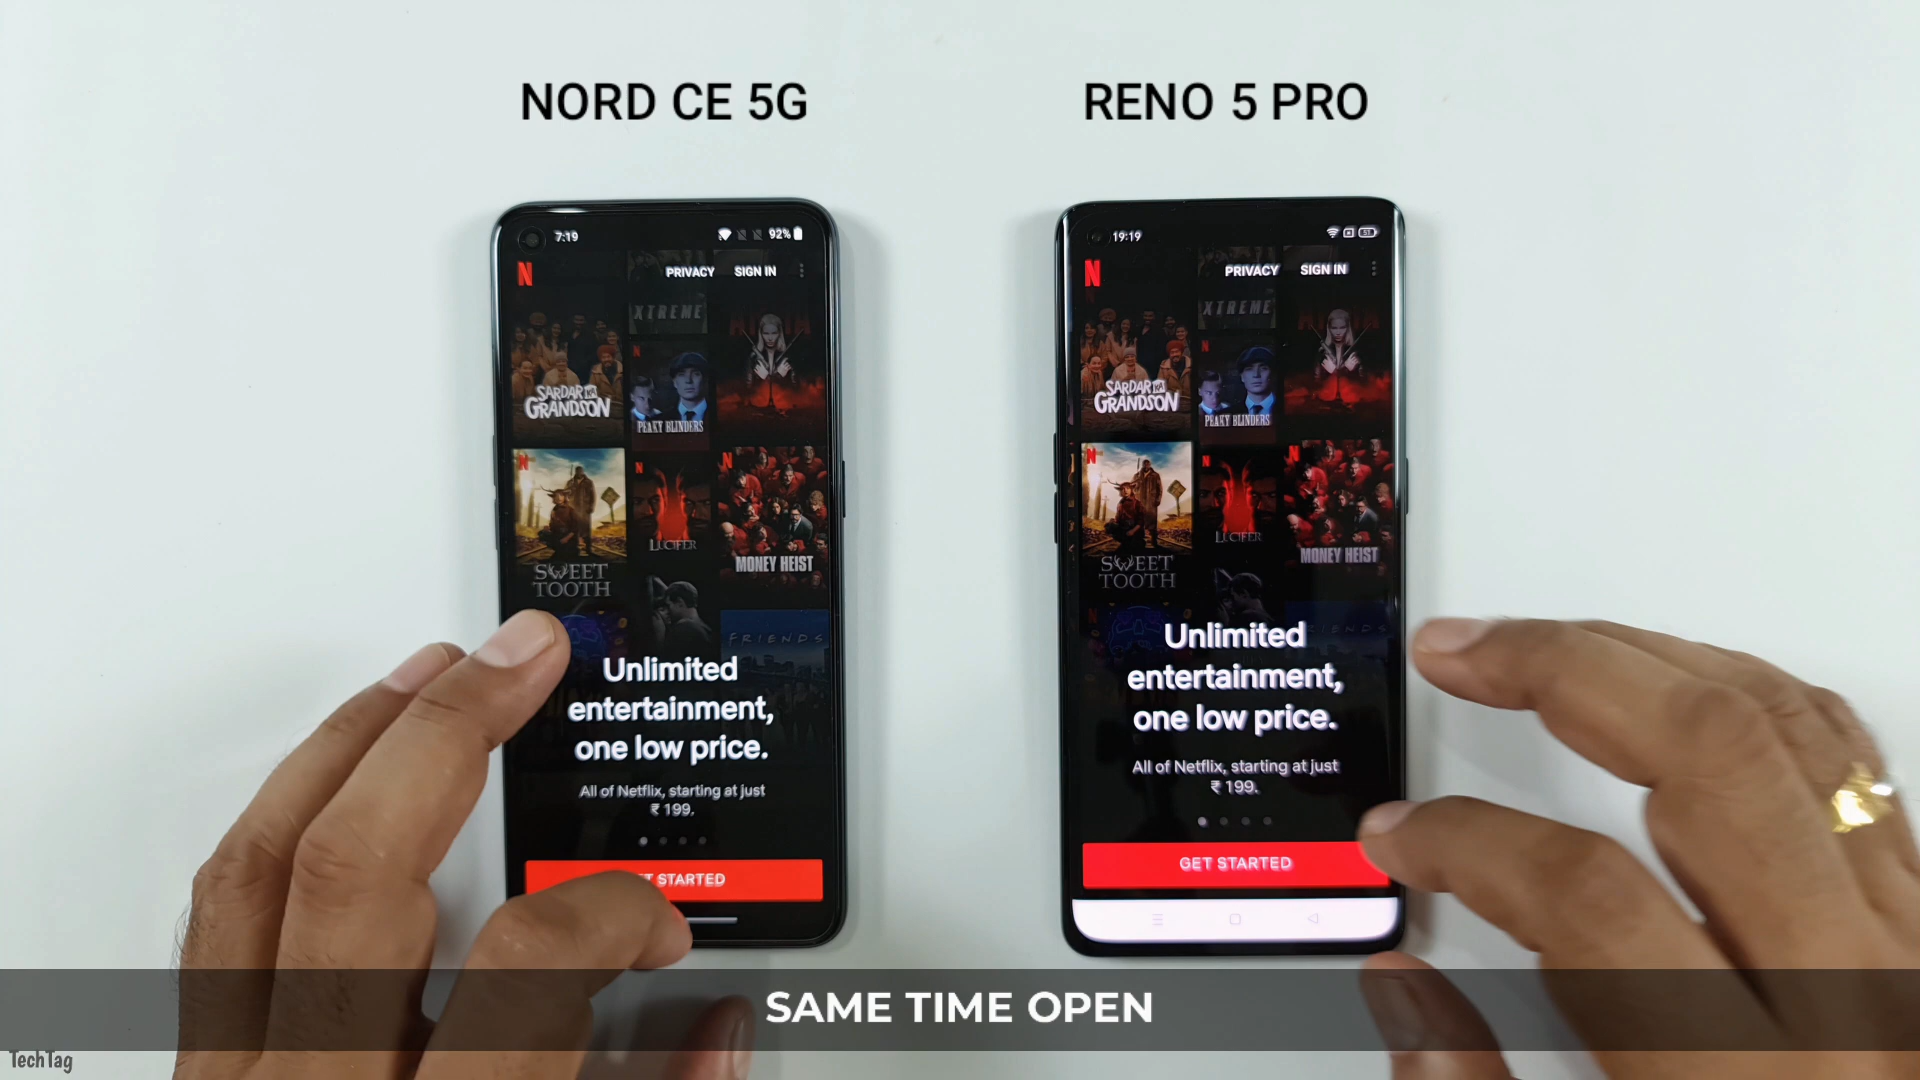 NORD CE 5G
RENO 5 PRO
7:19
92%
N
PRIVACY
SIGN IN
XTREME
SARDAR KA
GRANDSON
PEAKY BLINDERS
SWEET
TOOTH
LUCIFER
MONEY HEIST
FRIENDS
Unlimited
entertainment,
one low price.
All of Netflix, starting at just
₹ 199.
T STARTED
19:19
57
N
PRIVACY
SIGN IN
XTREME
SARDAR KA
GRANDSON
PEAKY BLINDERS
SWEET
TOOTH
LUCIFER
MONEY HEIST
Unlimited
entertainment,
one low price.
All of Netflix, starting at just
₹ 199.
GET STARTED
SAME TIME OPEN
TechTag